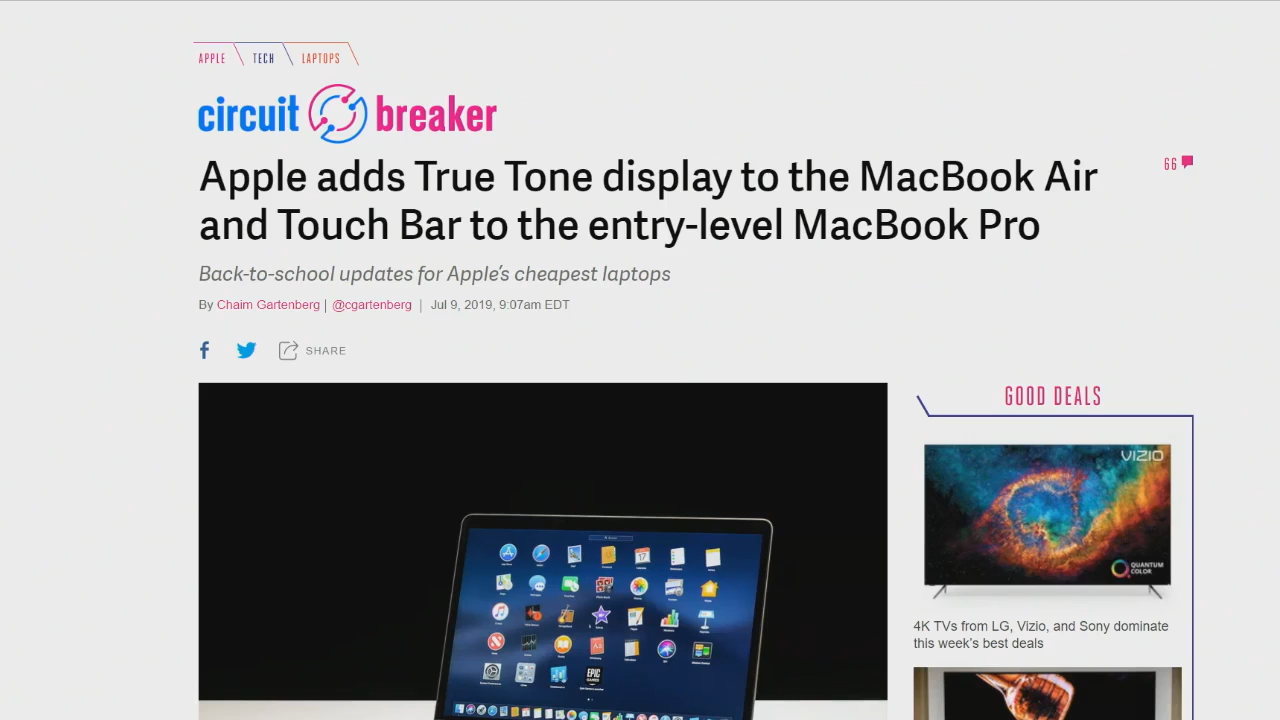 APPLE TECH LAPTOPS
circuit breaker
Apple adds True Tone display to the MacBook Air
and Touch Bar to the entry-level MacBook Pro
66
Back-to-school updates for Apple's cheapest laptops
By Chaim Gartenberg | @cgartenberg | Jul 9, 2019, 9:07am EDT
SHARE
GOOD DEALS
VIZIO
QUANTUM
COLOR
4K TVs from LG, Vizio, and Sony dominate
this week's best deals
17
EPIC